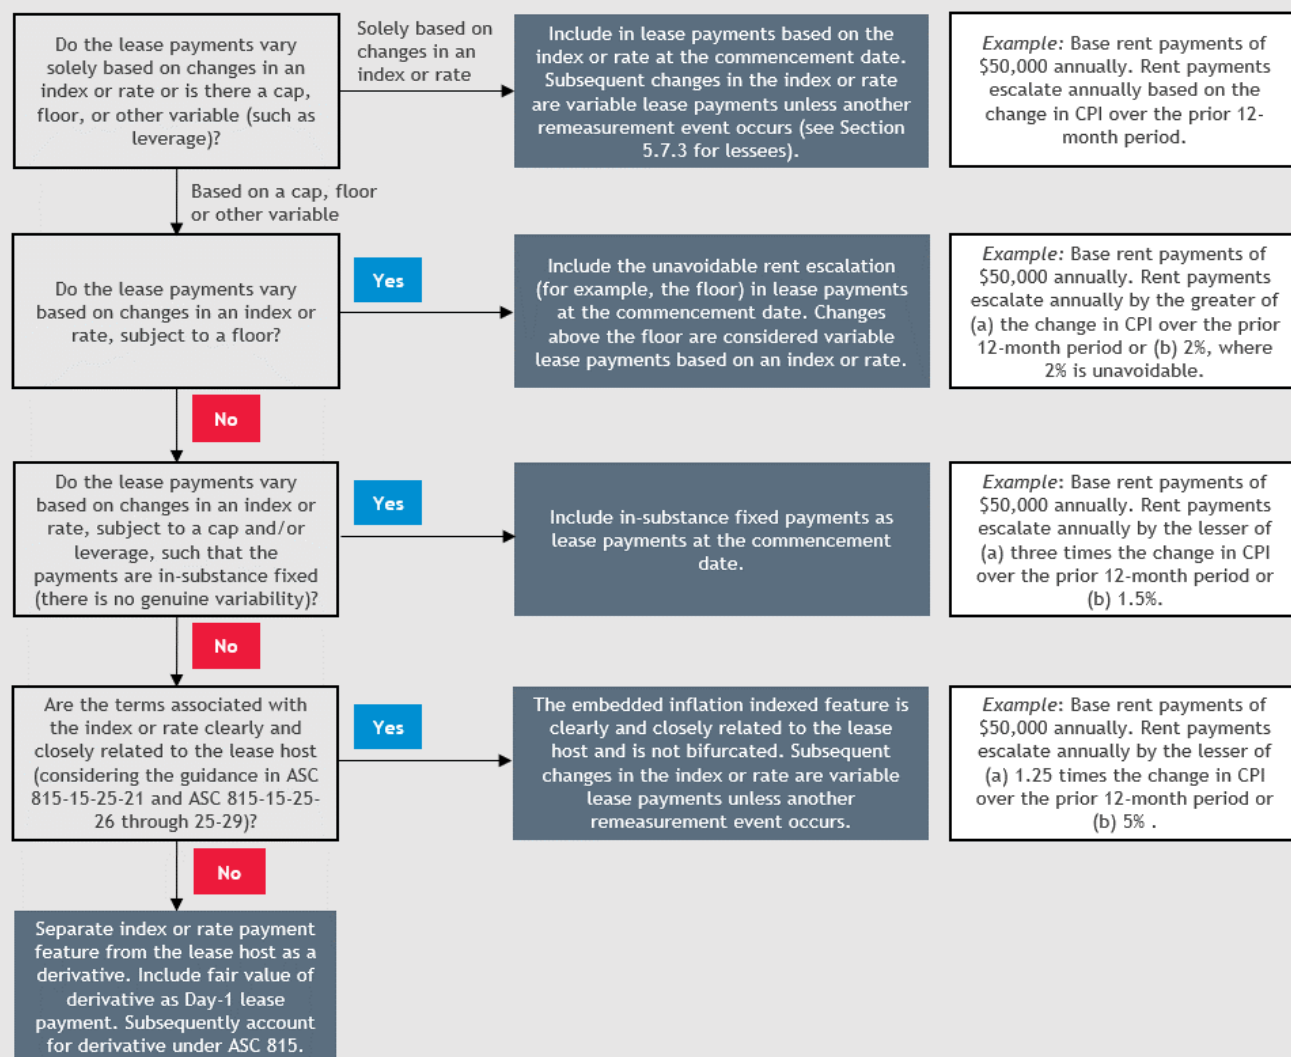 Do the lease payments vary
solely based on changes in an
index or rate or is there a cap,
floor, or other variable (such as
leverage)?
Solely based on
changes in an
index or rate
Include in lease payments based on the
index or rate at the commencement date.
Subsequent changes in the index or rate
are variable lease payments unless another
remeasurement event occurs (see Section
5.7.3 for lessees).
Example: Base rent payments of
$50,000 annually. Rent payments
escalate annually based on the
change in CPI over the prior 12-
month period.
Based on a cap, floor
or other variable
Do the lease payments vary
based on changes in an index or
rate, subject to a floor?
Yes
Include the unavoidable rent escalation
(for example, the floor) in lease payments
at the commencement date. Changes
above the floor are considered variable
lease payments based on an index or rate.
Example: Base rent payments of
$50,000 annually. Rent payments
escalate annually by the greater of
(a) the change in CPI over the prior
12-month period or (b) 2%, where
2% is unavoidable.
No
Do the lease payments vary
based on changes in an index or
rate, subject to a cap and/or
leverage, such that the
payments are in-substance fixed
(there is no genuine variability)?
Yes
Include in-substance fixed payments as
lease payments at the commencement
date.
Example: Base rent payments of
$50,000 annually. Rent payments
escalate annually by the lesser of
(a) three times the change in CPI
over the prior 12-month period or
(b) 1.5%.
No
Are the terms associated with
the index or rate clearly and
closely related to the lease host
(considering the guidance in ASC
815-15-25-21 and ASC 815-15-25-
26 through 25-29)?
Yes
The embedded inflation indexed feature is
clearly and closely related to the lease
host and is not bifurcated. Subsequent
changes in the index or rate are variable
lease payments unless another
remeasurement event occurs.
Example: Base rent payments of
$50,000 annually. Rent payments
escalate annually by the lesser of
(a) 1.25 times the change in CPI
over the prior 12-month period or
(b) 5% .
No
Separate index or rate payment
feature from the lease host as a
derivative. Include fair value of
derivative as Day-1 lease
payment. Subsequently account
for derivative under ASC 815.